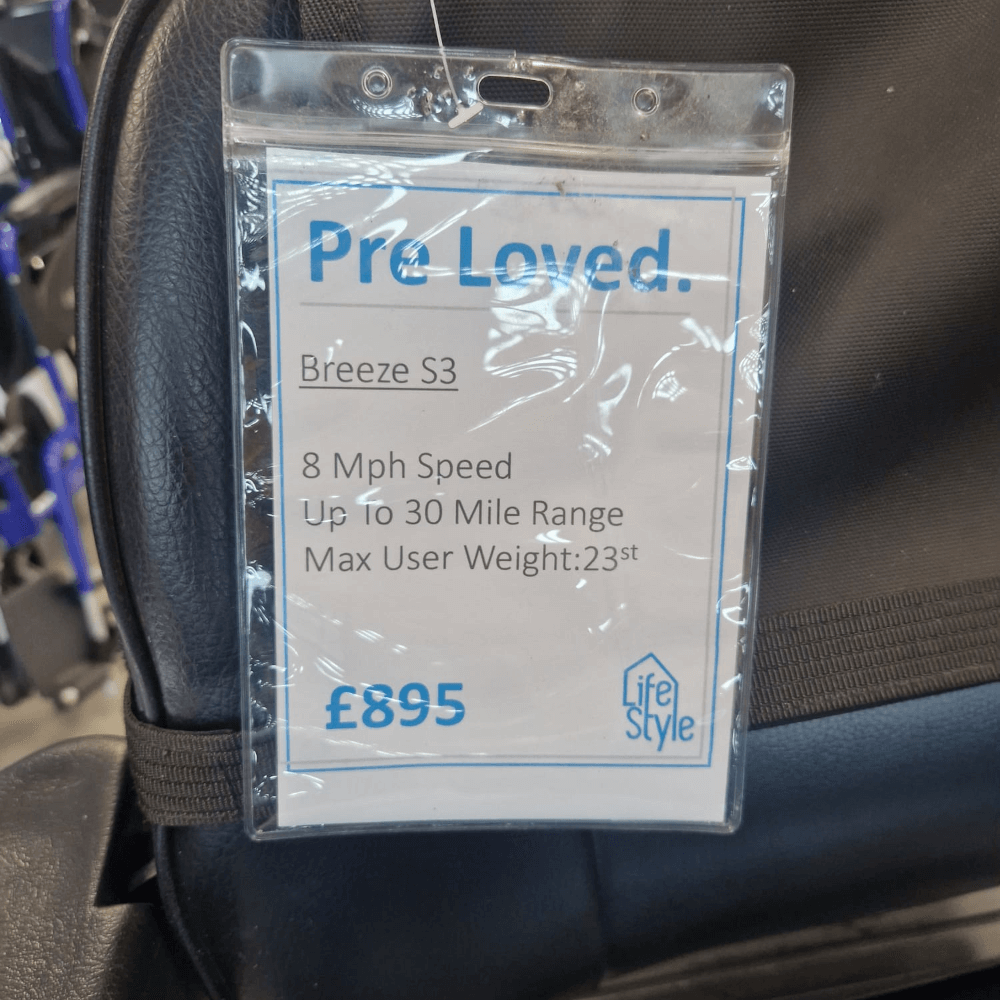 Pre Loved.
Breeze S3
8 Mph Speed
Up To 30 Mile Range
Max User Weight:23st
£895
Life
Style